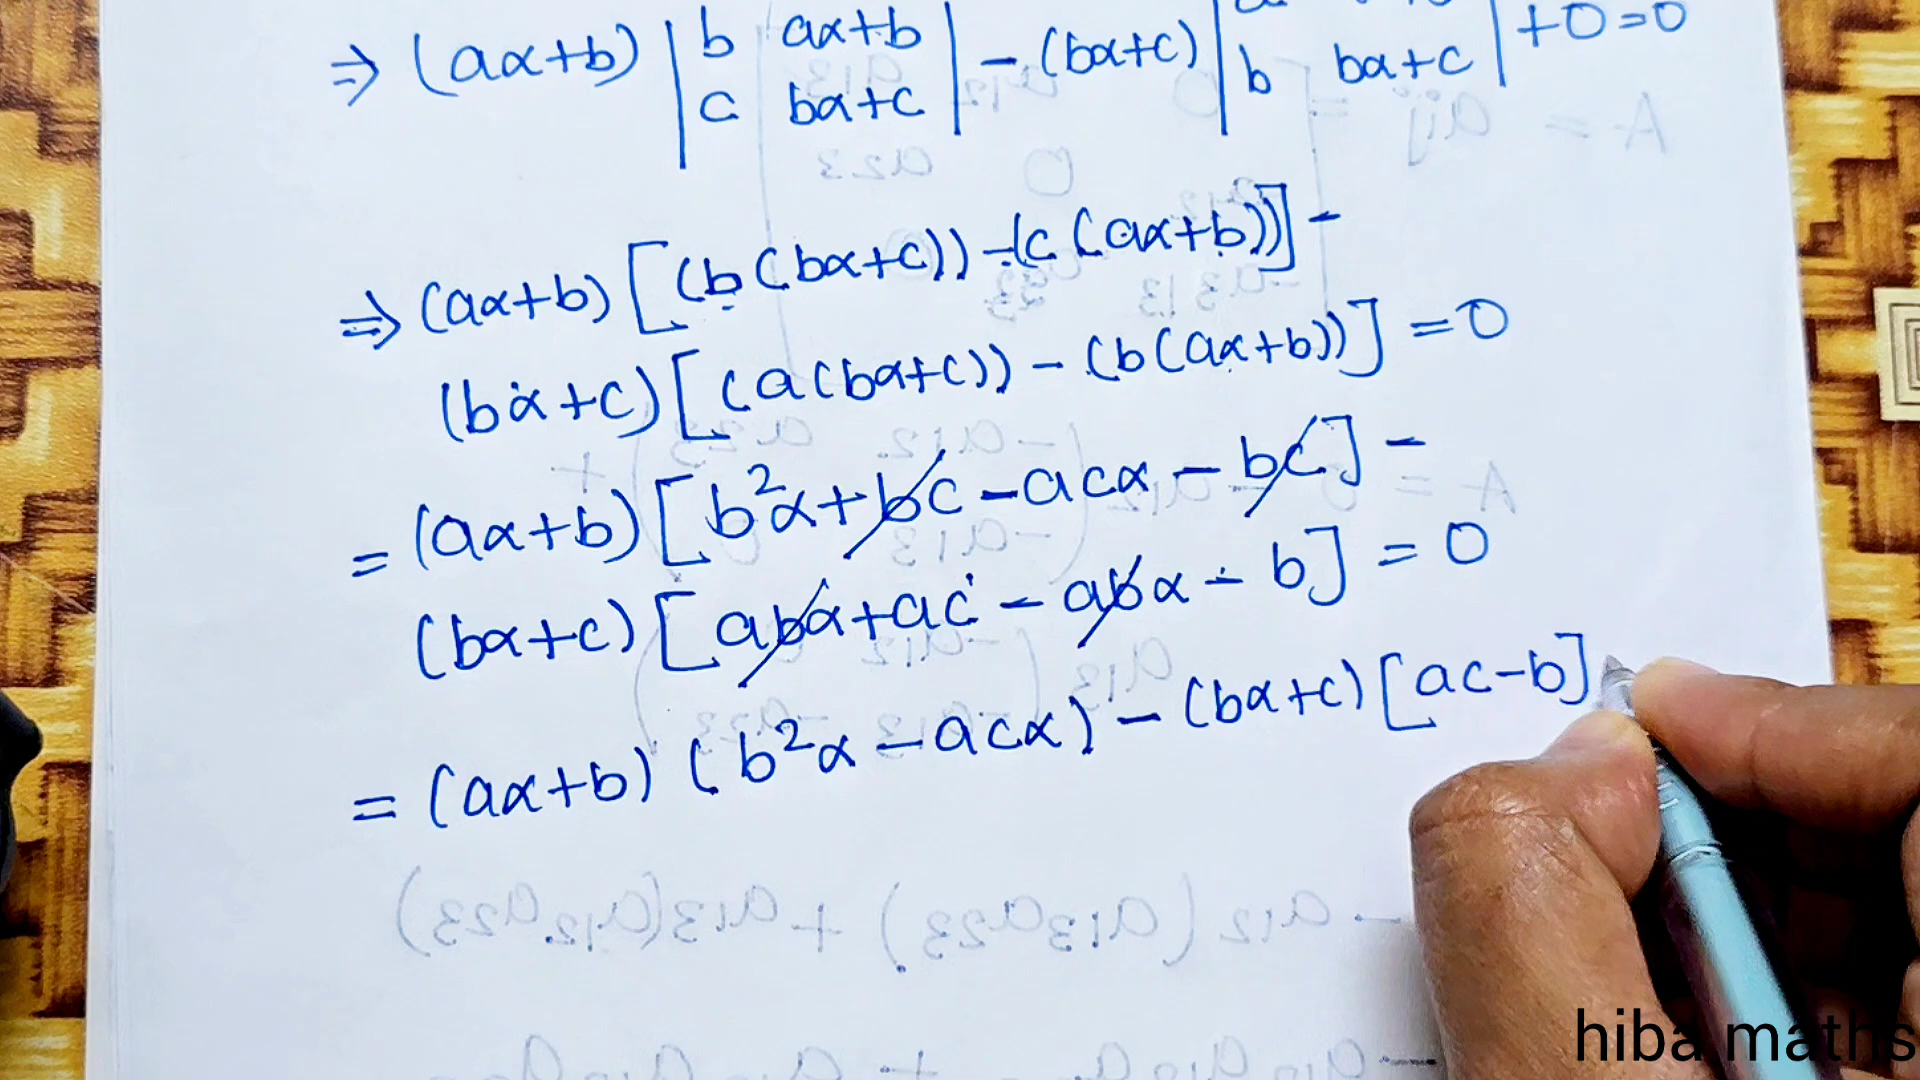 ⇒ (aα+b) | b aα+b | - (bα+c) | | +0=0
c bα+c b bα+c
⇒ (aα+b) [(b(bα+c)) -(c(aα+b))] -
(bα+c) [(a(bα+c)) - (b(aα+b))] =0
= (aα+b) [b²α+bc -acα - bc] -
(bα+c) [abα+ac - abα - b] = 0
= (aα+b) (b²α -acα) - (bα+c) [ac-b]
hiba maths